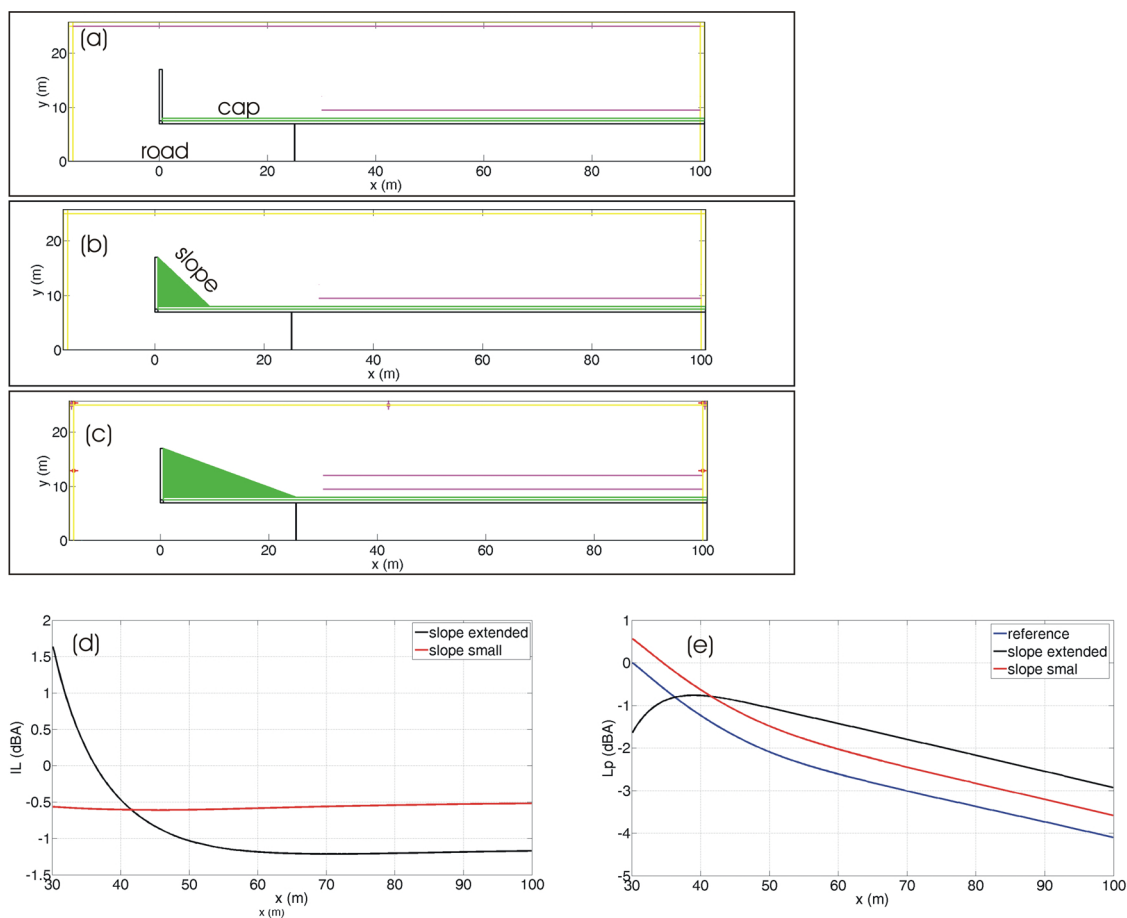 (a)
20
10
0
y (m)
cap
road
0 20 40 60 80 100
x (m)
(b)
slope
20
10
0
y (m)
0 20 40 60 80 100
x (m)
(c)
20
10
0
y (m)
0 20 40 60 80 100
x (m)
(d)
slope extended
slope small
2
1.5
1
0.5
0
-0.5
-1
-1.5
IL (dBA)
30 40 50 60 70 80 90 100
x (m)
x (m)
(e)
reference
slope extended
slope smal
1
0
-1
-2
-3
-4
-5
Lp (dBA)
30 40 50 60 70 80 90 100
x (m)